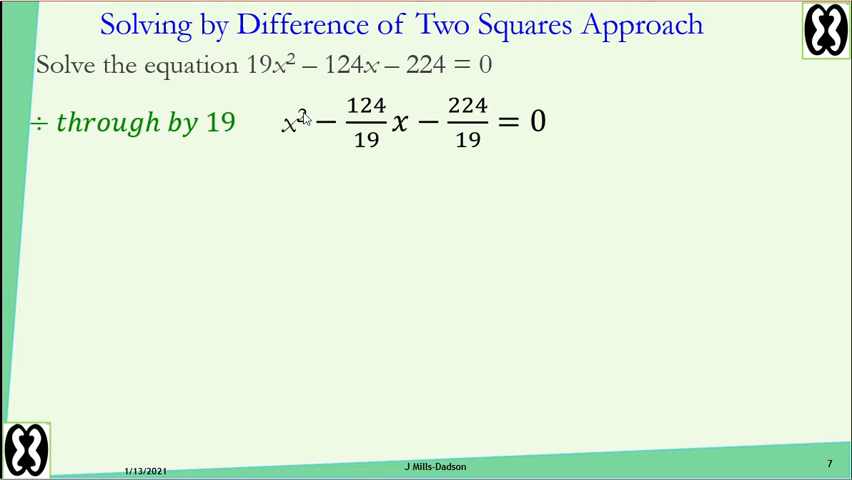 Solving by Difference of Two Squares Approach
Solve the equation 19x² – 124x – 224 = 0
÷ through by 19 x² − 124/19 x − 224/19 = 0
1/13/2021 J Mills-Dadson 7